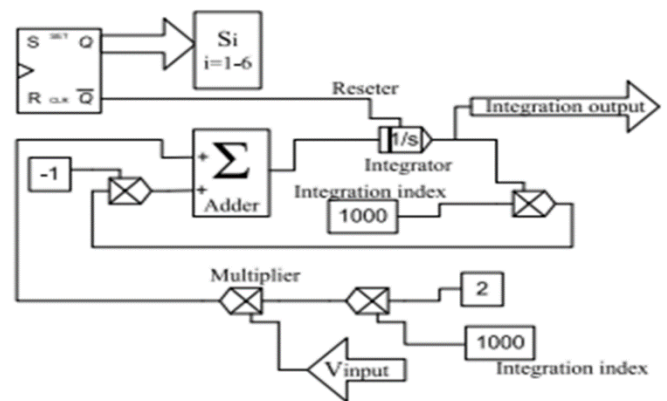 S SET Q
R CLR Q
Si
i=1-6
Reseter
Integration output
1/s
Integrator
-1
+
Σ
+
Adder
Integration index
1000
Multiplier
2
1000
Integration index
Vinput